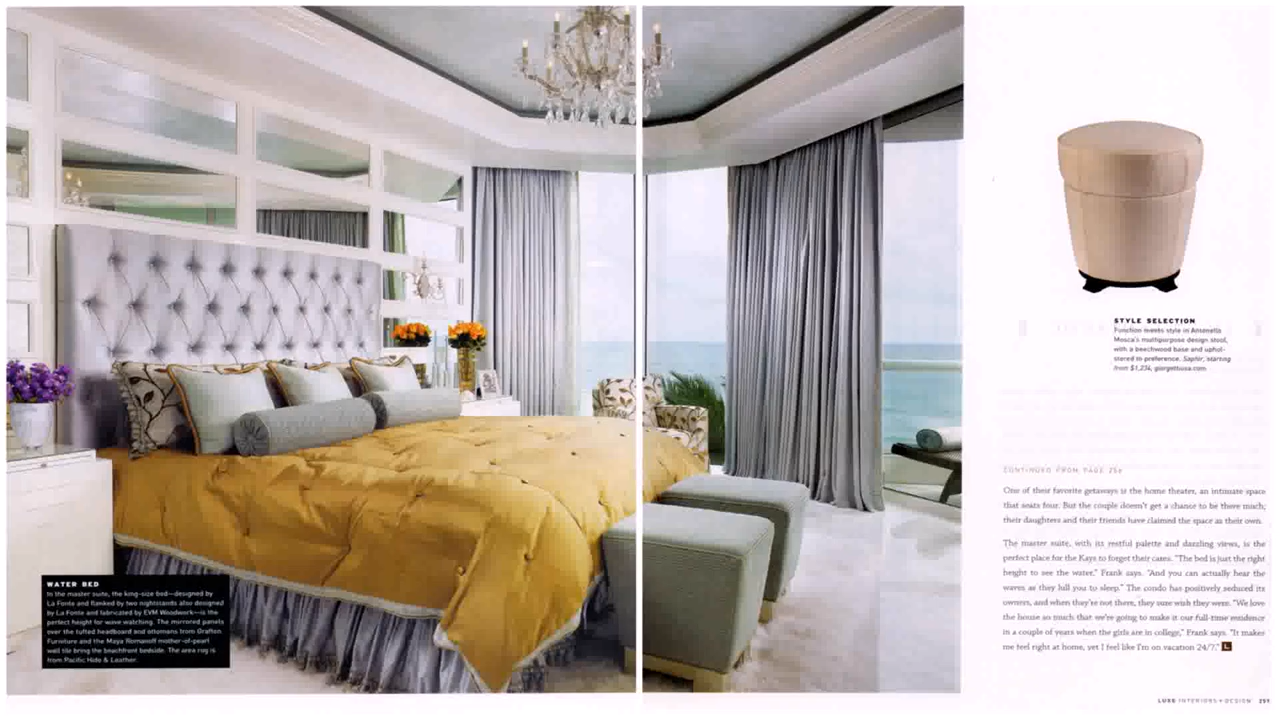 WATER BED
In the master suite, the king-size bed—designed by
La Fonte and flanked by two nightstands also designed
by La Fonte and fabricated by EVM Woodwork—is the
perfect height for wave watching. The mirrored panels
over the tufted headboard and ottomans from Grafton
Furniture and the Maya Romanoff mother-of-pearl
wall tile bring the beachfront bedside. The area rug is
from Pacific Hide & Leather.
STYLE SELECTION
Function meets style in Antonello
Mosca's multipurpose design stool,
with a beechwood base and uphol-
stered to preference.
from $1,234, giorgettiusa.com
CONTINUED FROM PAGE 256
One of their favorite getaways is the home theater, an intimate space
that seats four. But the couple doesn't get a chance to be there much;
their daughters and their friends have claimed the space as their own.
The master suite, with its restful palette and dazzling views, is the
perfect place for the Kays to forget their cares. "The bed is just the right
height to see the water," Frank says. "And you can actually hear the
waves as they lull you to sleep." The condo has positively seduced its
owners, and when they're not there, they sure wish they were. "We love
the house so much that we're going to make it our full-time residence
in a couple of years when the girls are in college," Frank says. "It makes
me feel right at home, yet I feel like I'm on vacation 24/7." L
LUXE INTERIORS + DESIGN 259